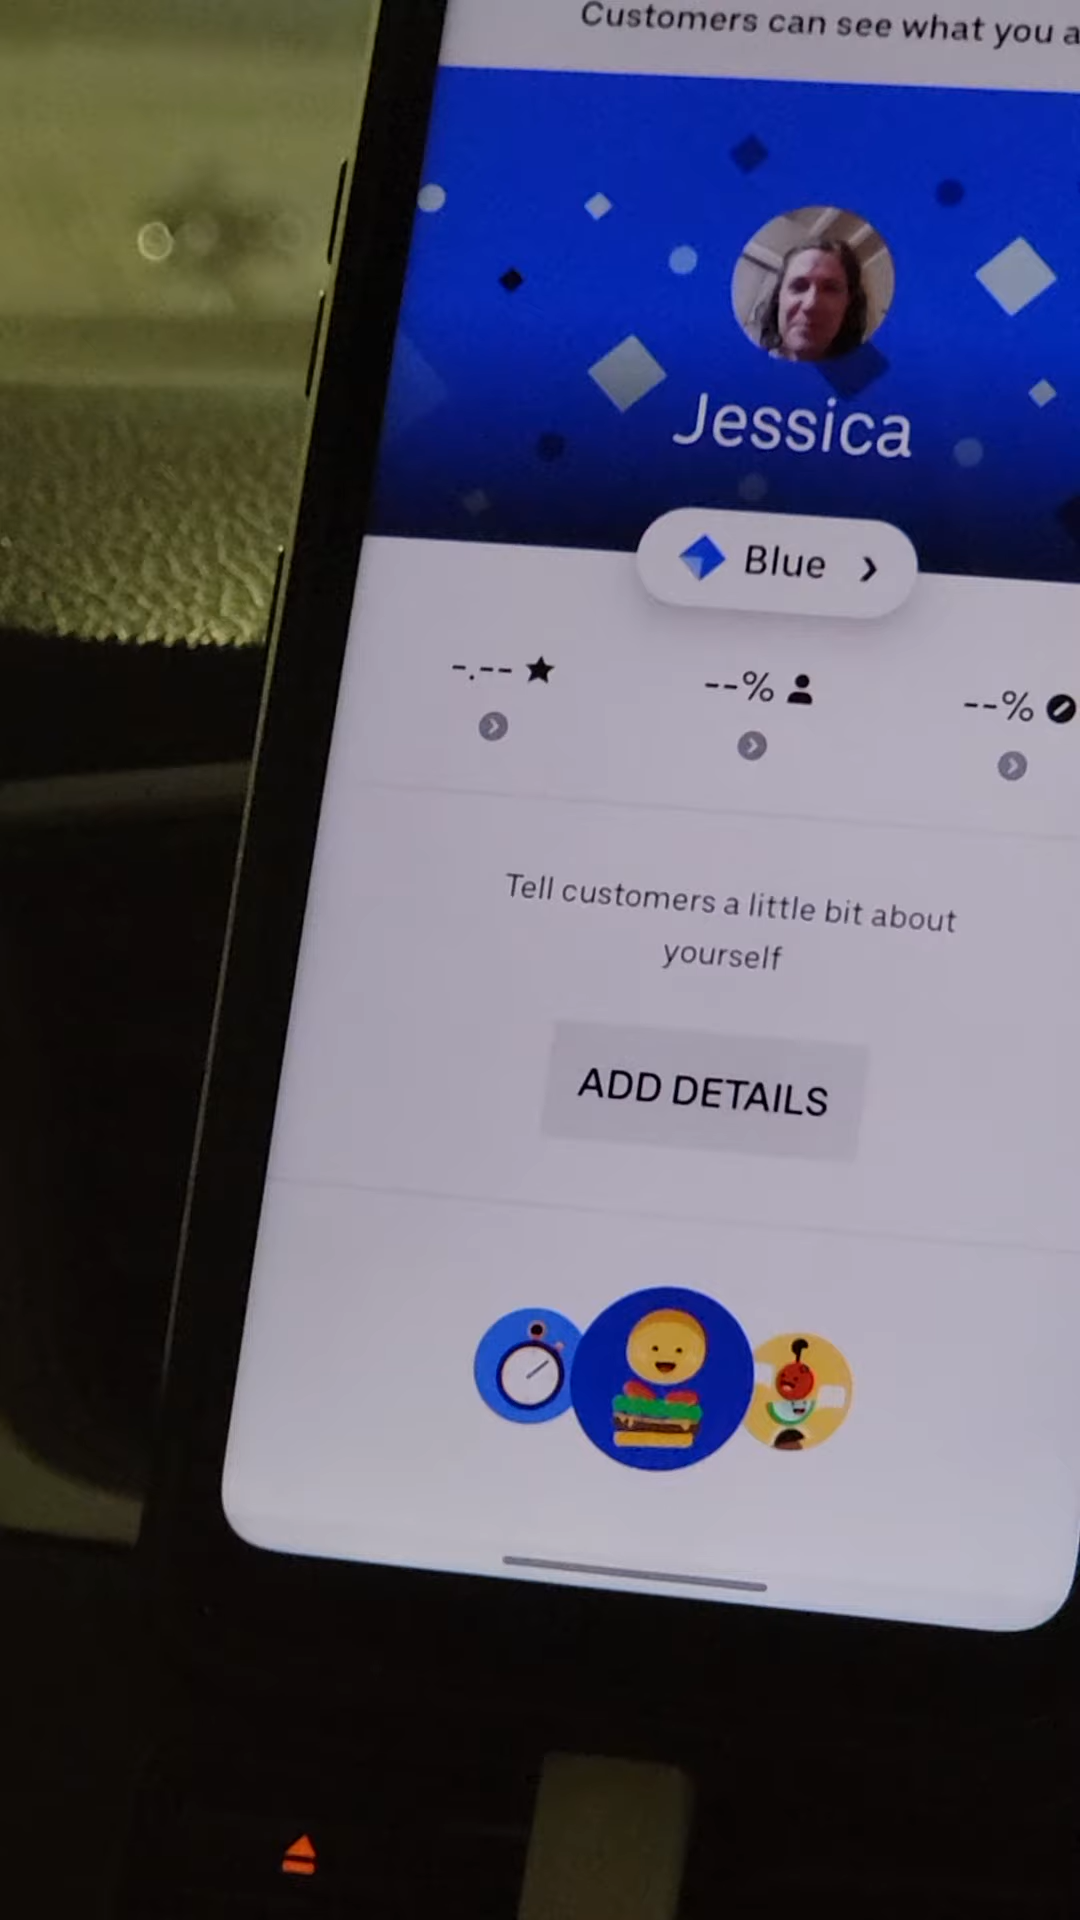 Customers can see what you a
Jessica
Blue
-.-- --% --%
Tell customers a little bit about
yourself
ADD DETAILS